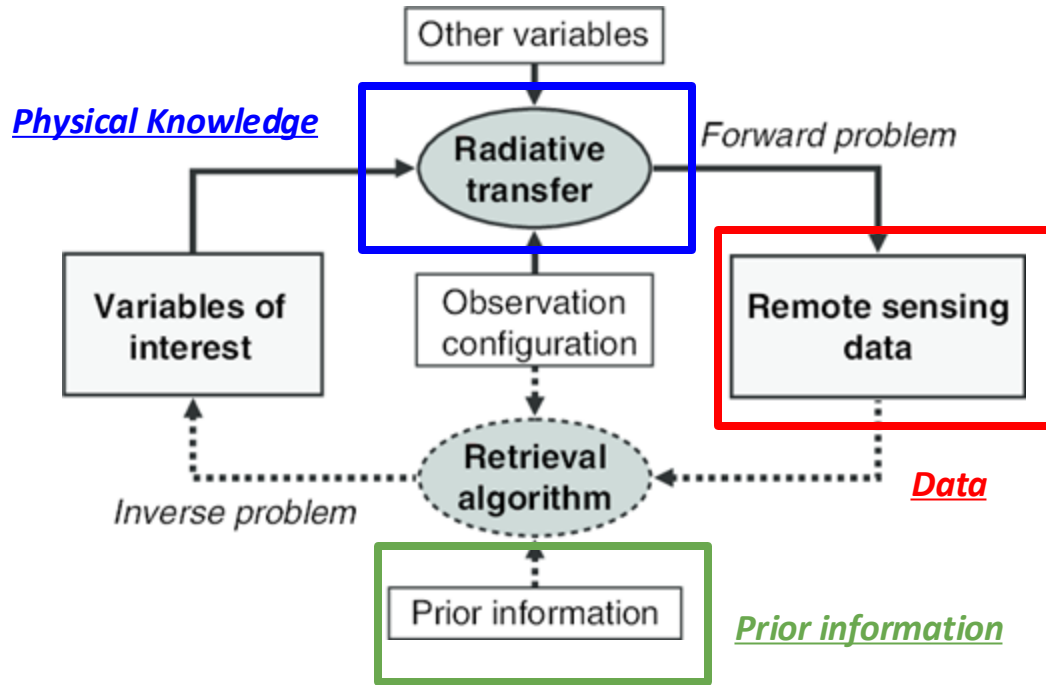 Other variables
Physical Knowledge
Radiative
transfer
Forward problem
Variables of
interest
Observation
configuration
Remote sensing
data
Retrieval
algorithm
Data
Inverse problem
Prior information
Prior information